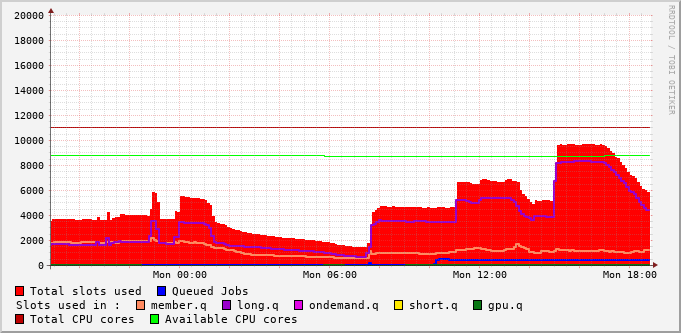 20000
18000
16000
14000
12000
10000
8000
6000
4000
2000
0
Mon 00:00 Mon 06:00 Mon 12:00 Mon 18:00
Total slots used Queued Jobs
Slots used in : member.q long.q ondemand.q short.q gpu.q
Total CPU cores Available CPU cores
RRDTOOL / TOBI OETIKER